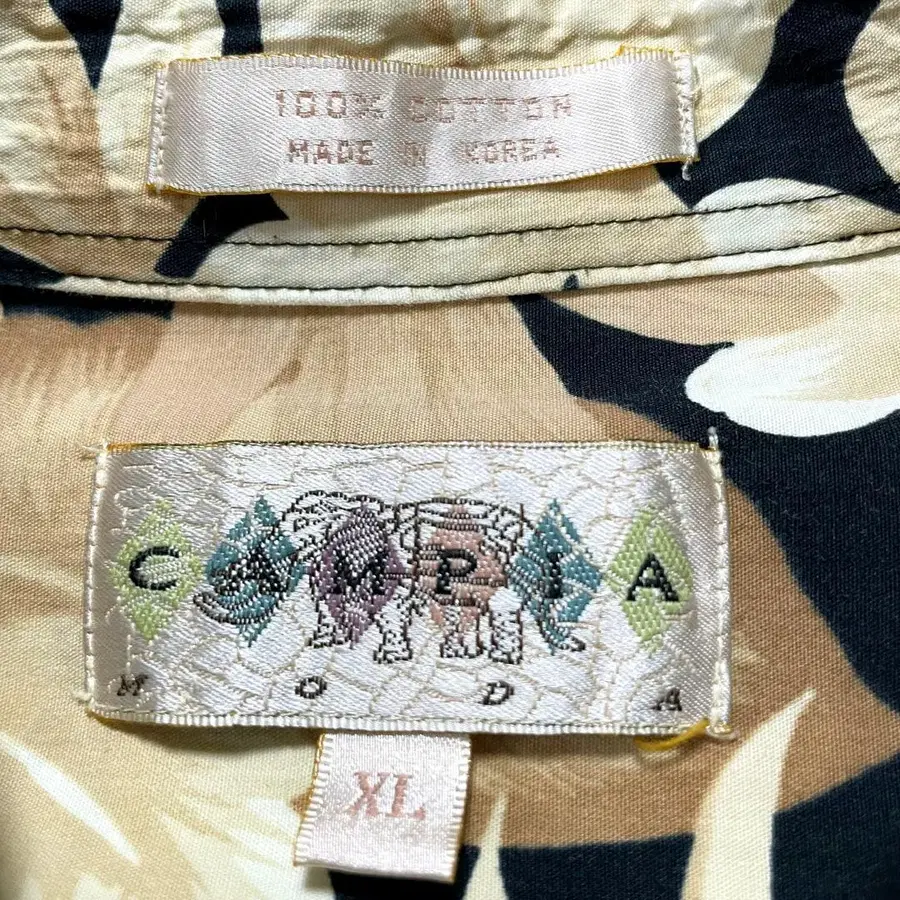 100% COTTON
MADE IN KOREA
CAMPIA
MODA
XL